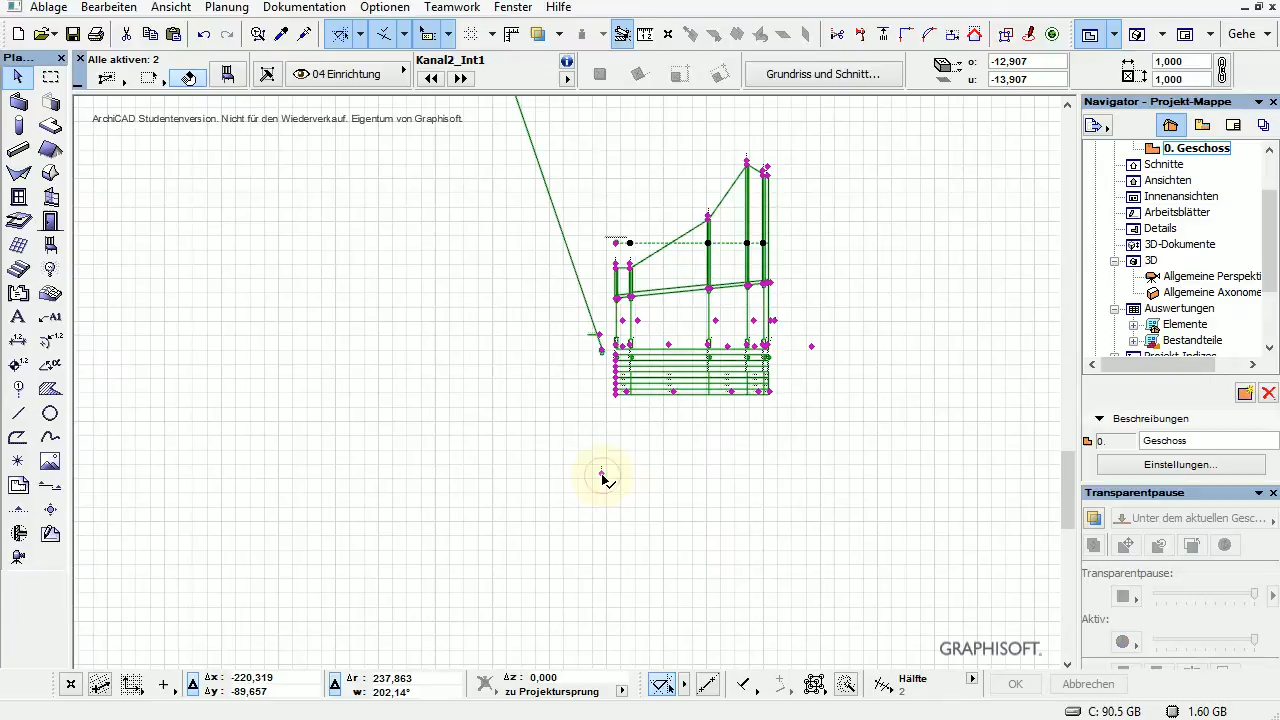 Ablage Bearbeiten Ansicht Planung Dokumentation Optionen Teamwork Fenster Hilfe
Gehe
Pla...
Alle aktiven: 2
04 Einrichtung
Kanal2_Int1
Grundriss und Schnitt...
o: -12,907
u: -13,907
1,000
1,000
Navigator - Projekt-Mappe
ArchiCAD Studentenversion. Nicht für den Wiederverkauf. Eigentum von Graphisoft.
0. Geschoss
Schnitte
Ansichten
Innenansichten
Arbeitsblätter
Details
3D-Dokumente
3D
Allgemeine Perspekti
Allgemeine Axonome
Auswertungen
Elemente
Bestandteile
Beschreibungen
0. Geschoss
Einstellungen...
Transparentpause
Unter dem aktuellen Gesc...
Transparentpause:
Aktiv:
GRAPHISOFT.
Δx: -220,319
Δy: -89,657
Δr: 237,863
w: 202,14°
Δz: 0,000
zu Projektursprung
Hälfte
2
OK
Abbrechen
C: 90.5 GB
1.60 GB